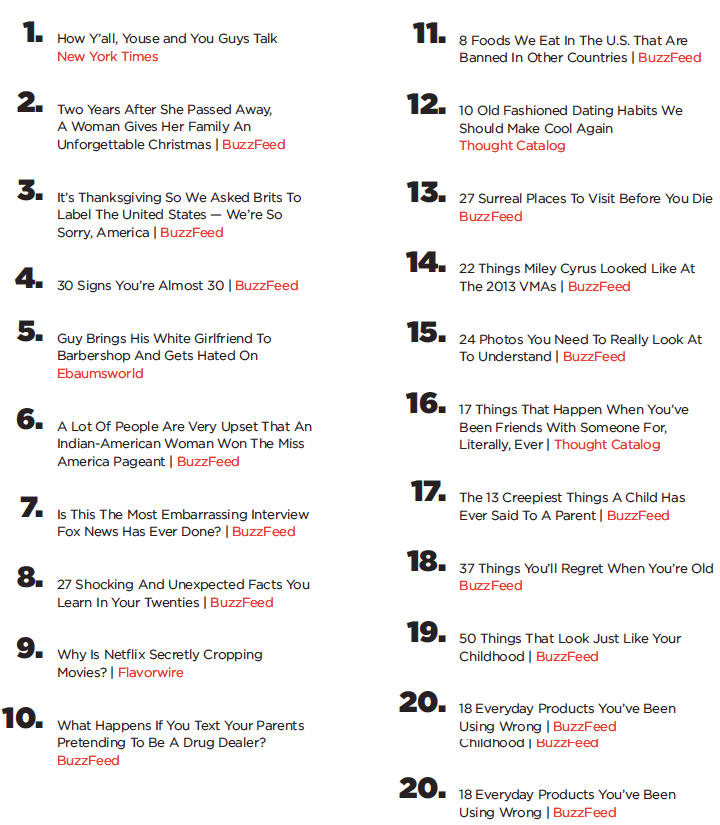 1.
How Y'all, Youse and You Guys Talk
New York Times
2.
Two Years After She Passed Away,
A Woman Gives Her Family An
Unforgettable Christmas | BuzzFeed
3.
It's Thanksgiving So We Asked Brits To
Label The United States — We're So
Sorry, America | BuzzFeed
4.
30 Signs You're Almost 30 | BuzzFeed
5.
Guy Brings His White Girlfriend To
Barbershop And Gets Hated On
Ebaumsworld
6.
A Lot Of People Are Very Upset That An
Indian-American Woman Won The Miss
America Pageant | BuzzFeed
7.
Is This The Most Embarrassing Interview
Fox News Has Ever Done? | BuzzFeed
8.
27 Shocking And Unexpected Facts You
Learn In Your Twenties | BuzzFeed
9.
Why Is Netflix Secretly Cropping
Movies? | Flavorwire
10.
What Happens If You Text Your Parents
Pretending To Be A Drug Dealer?
BuzzFeed
11.
8 Foods We Eat In The U.S. That Are
Banned In Other Countries | BuzzFeed
12.
10 Old Fashioned Dating Habits We
Should Make Cool Again
Thought Catalog
13.
27 Surreal Places To Visit Before You Die
BuzzFeed
14.
22 Things Miley Cyrus Looked Like At
The 2013 VMAs | BuzzFeed
15.
24 Photos You Need To Really Look At
To Understand | BuzzFeed
16.
17 Things That Happen When You've
Been Friends With Someone For,
Literally, Ever | Thought Catalog
17.
The 13 Creepiest Things A Child Has
Ever Said To A Parent | BuzzFeed
18.
37 Things You'll Regret When You're Old
BuzzFeed
19.
50 Things That Look Just Like Your
Childhood | BuzzFeed
20.
18 Everyday Products You've Been
Using Wrong | BuzzFeed
Childhood | BuzzFeed
20.
18 Everyday Products You've Been
Using Wrong | BuzzFeed